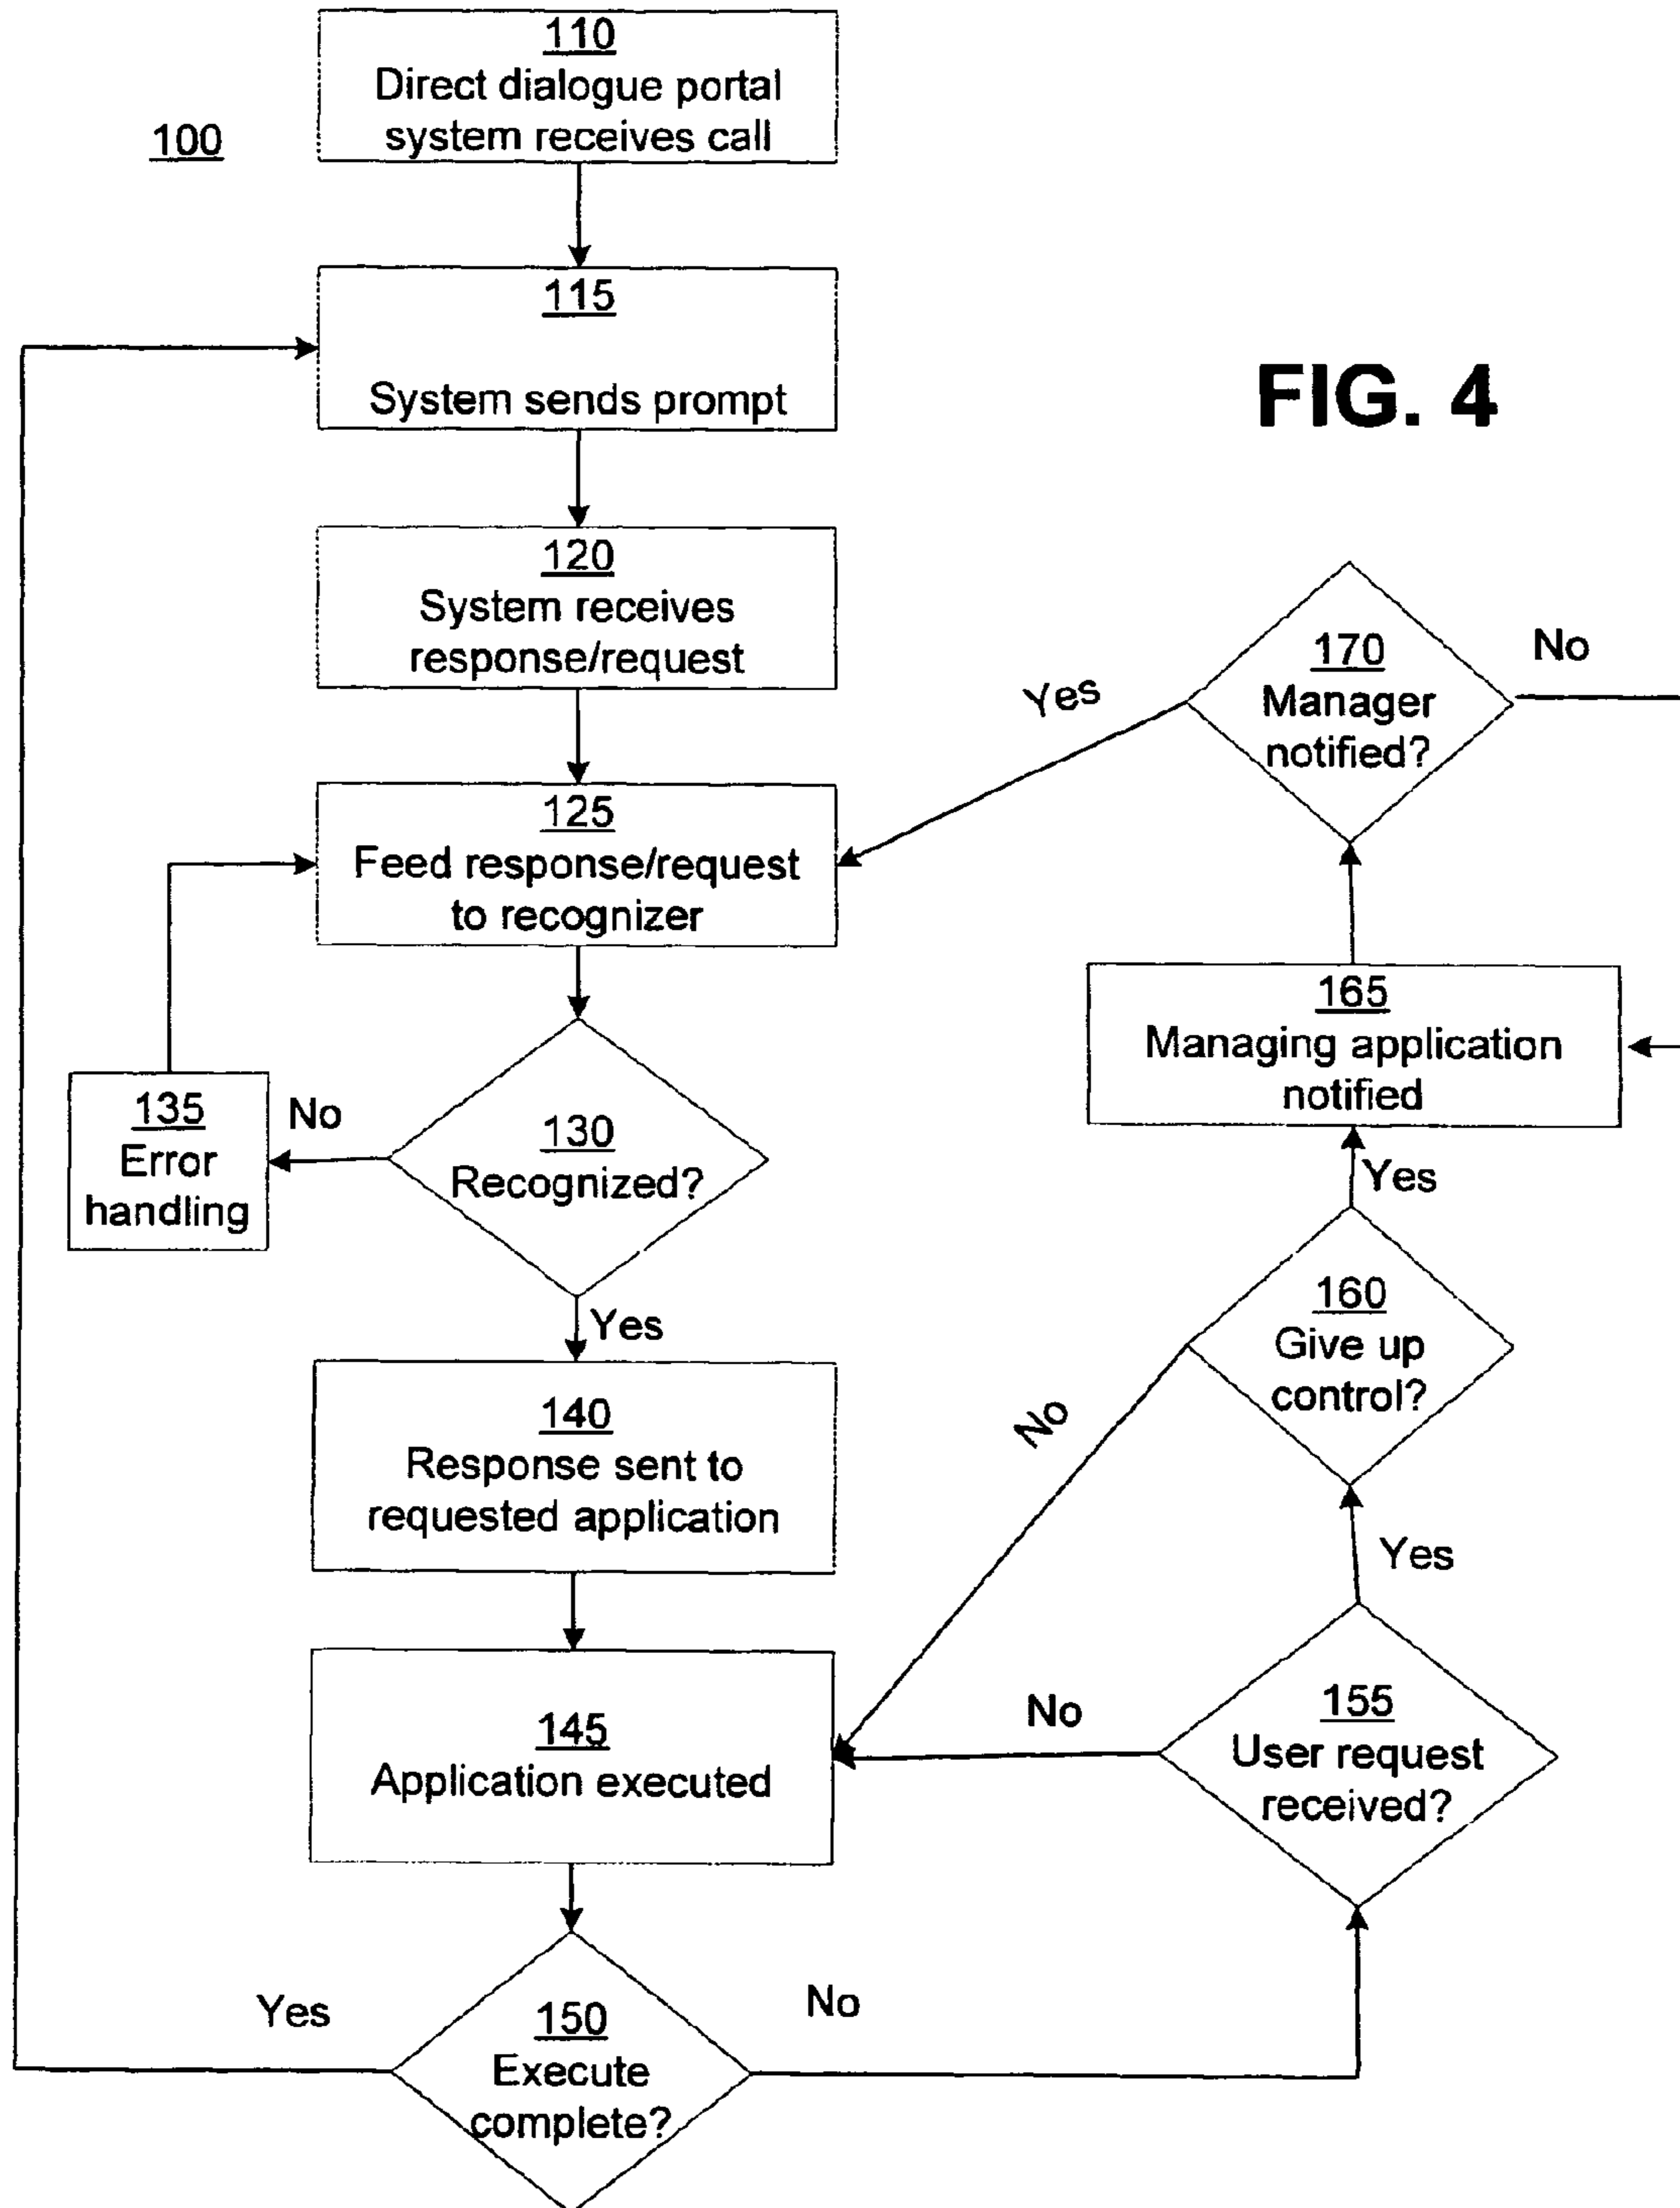 110
Direct dialogue portal
system receives call
100
115
System sends prompt
FIG. 4
120
System receives
response/request
170
Manager
notified?
No
Yes
125
Feed response/request
to recognizer
165
Managing application
notified
135
Error
handling
No
130
Recognized?
Yes
Yes
160
Give up
control?
No
140
Response sent to
requested application
Yes
145
Application executed
No
155
User request
received?
Yes
150
Execute
complete?
No